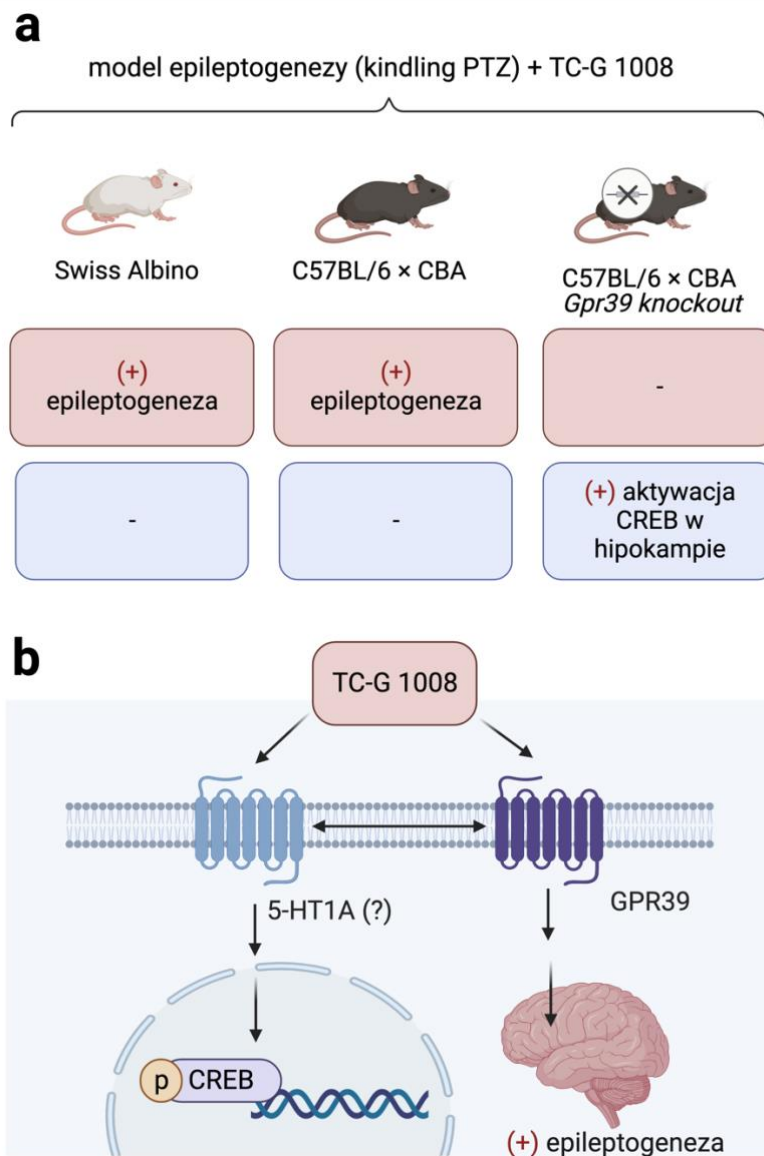 a
model epileptogenezy (kindling PTZ) + TC-G 1008
Swiss Albino
C57BL/6 × CBA
C57BL/6 × CBA
Gpr39 knockout
(+)
epileptogeneza
(+)
epileptogeneza
-
-
-
(+) aktywacja
CREB w
hipokampie
b
TC-G 1008
5-HT1A (?)
GPR39
p
CREB
(+) epileptogeneza